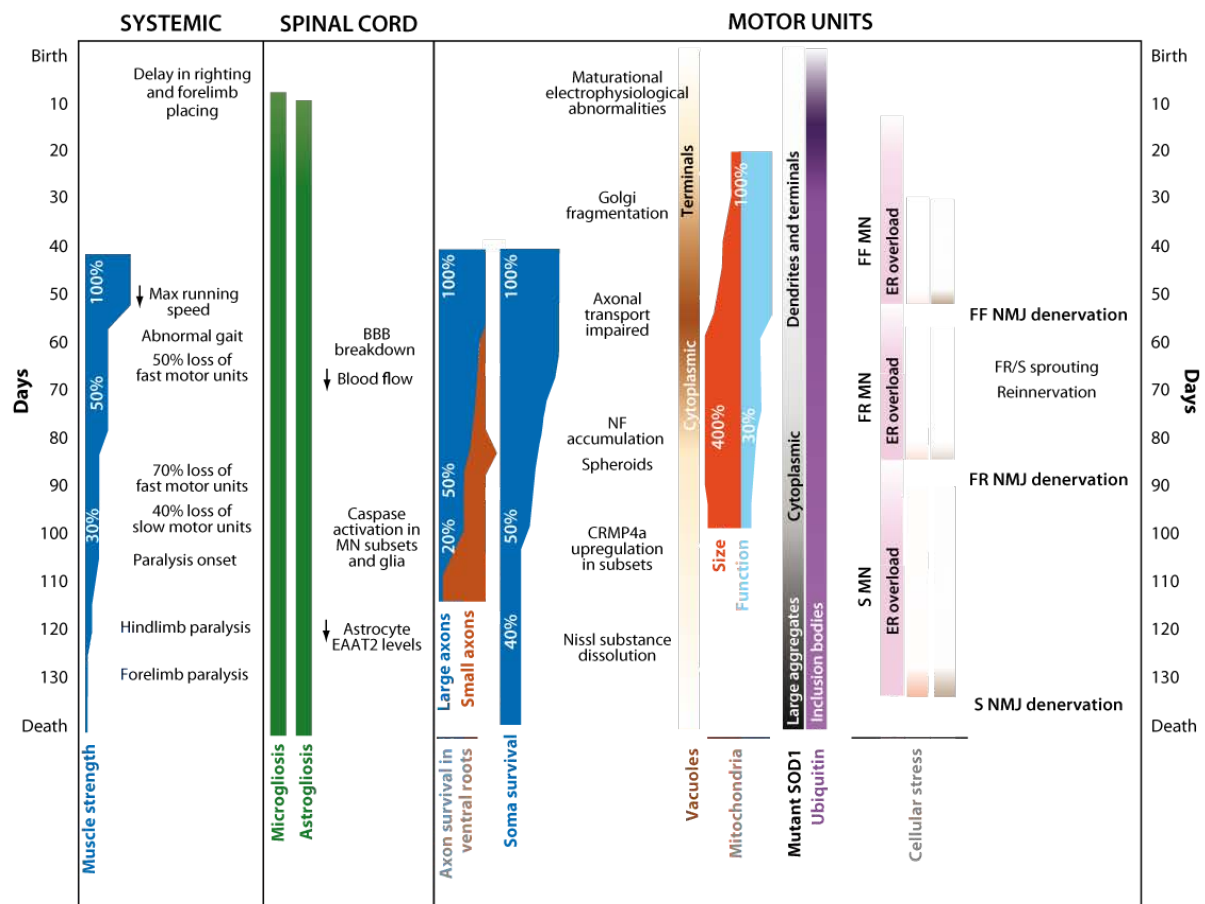 SYSTEMIC
SPINAL CORD
MOTOR UNITS
Days
Birth
10
20
30
40
50
60
70
80
90
100
110
120
130
Death
Delay in righting
and forelimb
placing
100%
50%
30%
Max running
speed
Abnormal gait
50% loss of
fast motor units
70% loss of
fast motor units
40% loss of
slow motor units
Paralysis onset
Hindlimb paralysis
Forelimb paralysis
Muscle strength
BBB
breakdown
Blood flow
Caspase
activation in
MN subsets
and glia
Astrocyte
EAAT2 levels
Microgliosis
Astrogliosis
100%
50%
20%
Large axons
Small axons
Axon survival in
ventral roots
100%
50%
40%
Soma survival
Maturational
electrophysiological
abnormalities
Golgi
fragmentation
Axonal
transport
impaired
NF
accumulation
Spheroids
CRMP4a
upregulation
in subsets
Nissl substance
dissolution
Terminals
Cytoplasmic
Vacuoles
100%
400%
30%
Size
Function
Mitochondria
Dendrites and terminals
Cytoplasmic
Large aggregates
Mutant SOD1
Inclusion bodies
Ubiquitin
FF MN
ER overload
FR MN
ER overload
S MN
ER overload
Cellular stress
FF NMJ denervation
FR/S sprouting
Reinnervation
FR NMJ denervation
S NMJ denervation
Birth
10
20
30
40
50
60
70
80
90
100
110
120
130
Death
Days